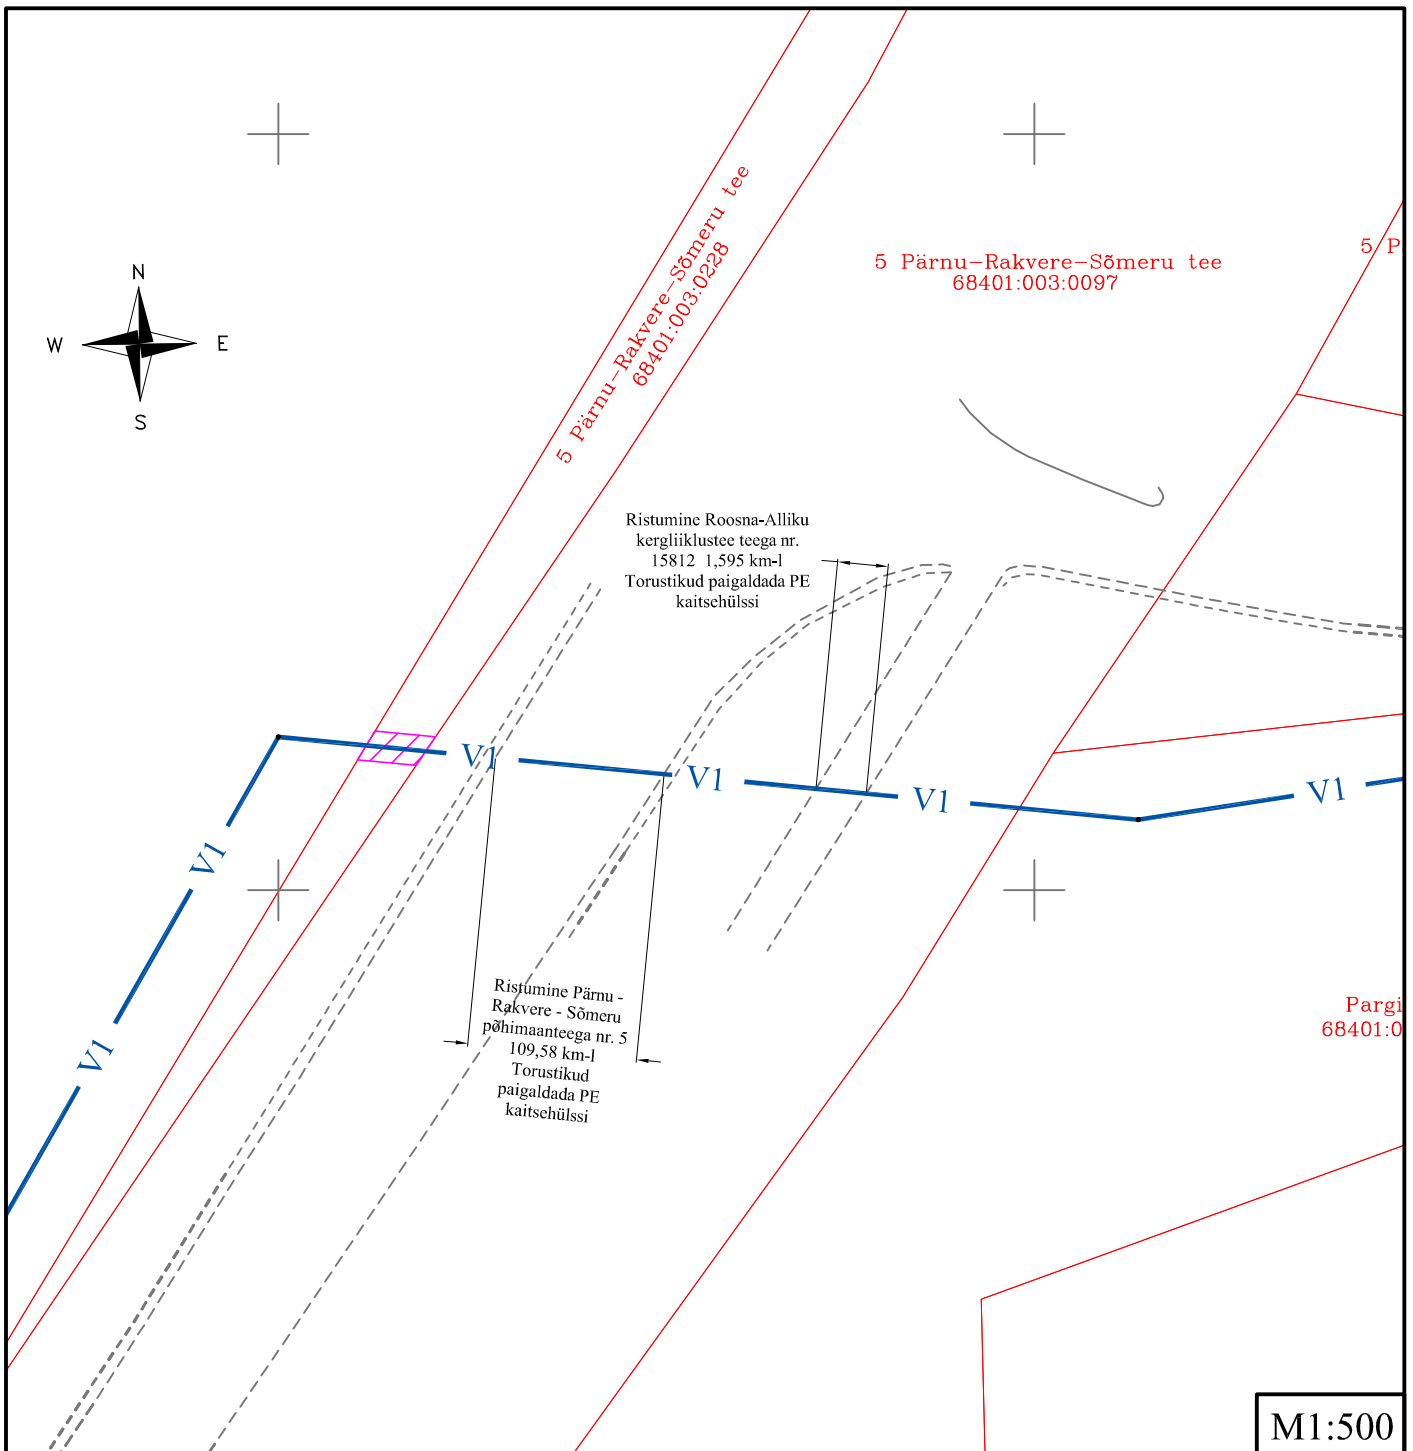 5 Pärnu-Rakvere-Sõmeru tee
68401:003:0228
5 Pärnu-Rakvere-Sõmeru tee
68401:003:0097
5 P
N
W
E
S
Ristumine Roosna-Alliku
kergliiklustee teega nr.
15812 1,595 km-l
Torustikud paigaldada PE
kaitsehülssi
V1
V1
V1
V1
V1
V1
Ristumine Pärnu -
Rakvere - Sõmeru
põhimaanteega nr. 5
109,58 km-l
Torustikud
paigaldada PE
kaitsehülssi
Pargi
68401:0
M1:500